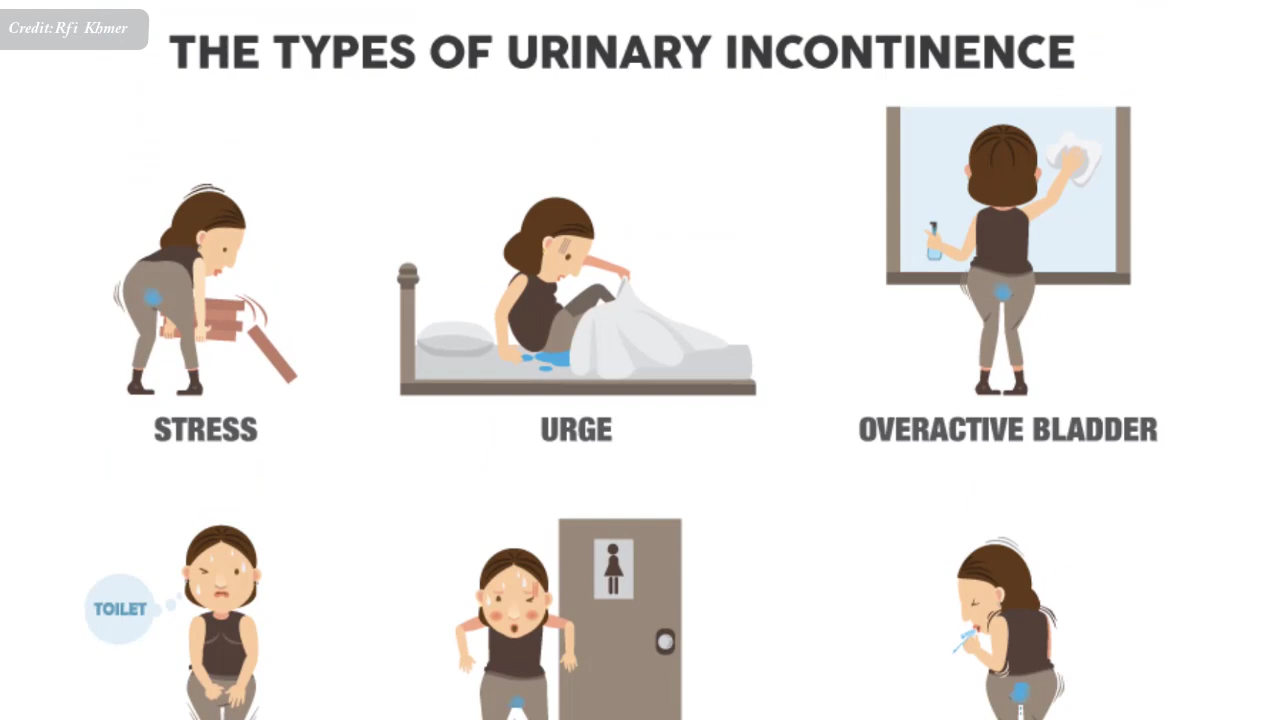 Credit:Rfi Khmer
THE TYPES OF URINARY INCONTINENCE
STRESS
URGE
OVERACTIVE BLADDER
TOILET